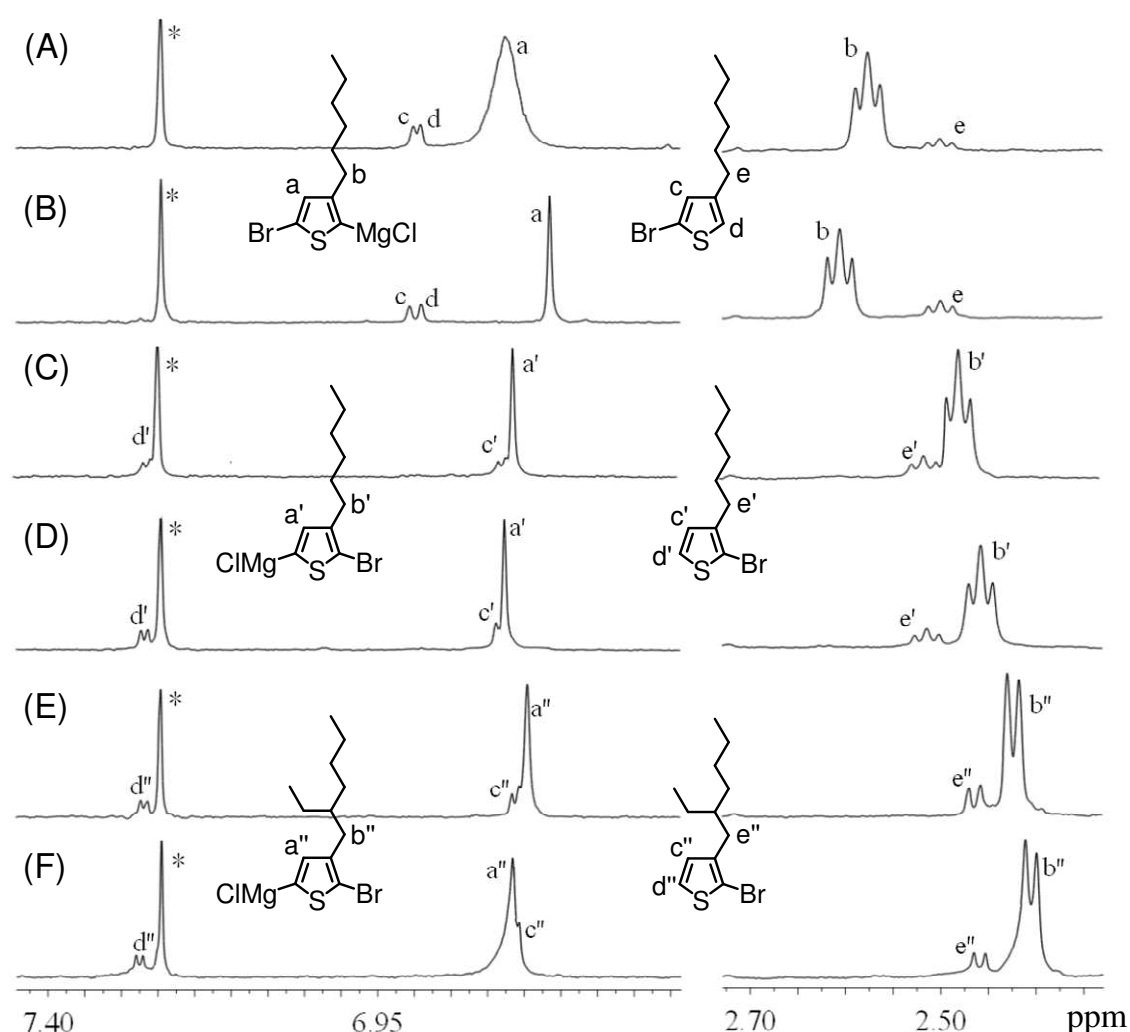 (A)
*
a
b
c d
e
a b
Br S MgCl
c e
Br S d
(B)
*
c d
a
b
e
(C)
*
d'
c' a'
e' b'
a' b'
ClMg S Br
c' e'
d' S Br
(D)
*
d'
c' a'
e' b'
(E)
*
d"
c" a"
e" b"
a" b"
ClMg S Br
c" e"
d" S Br
(F)
*
d"
a" c"
e" b"
7.40 6.95 2.70 2.50 ppm